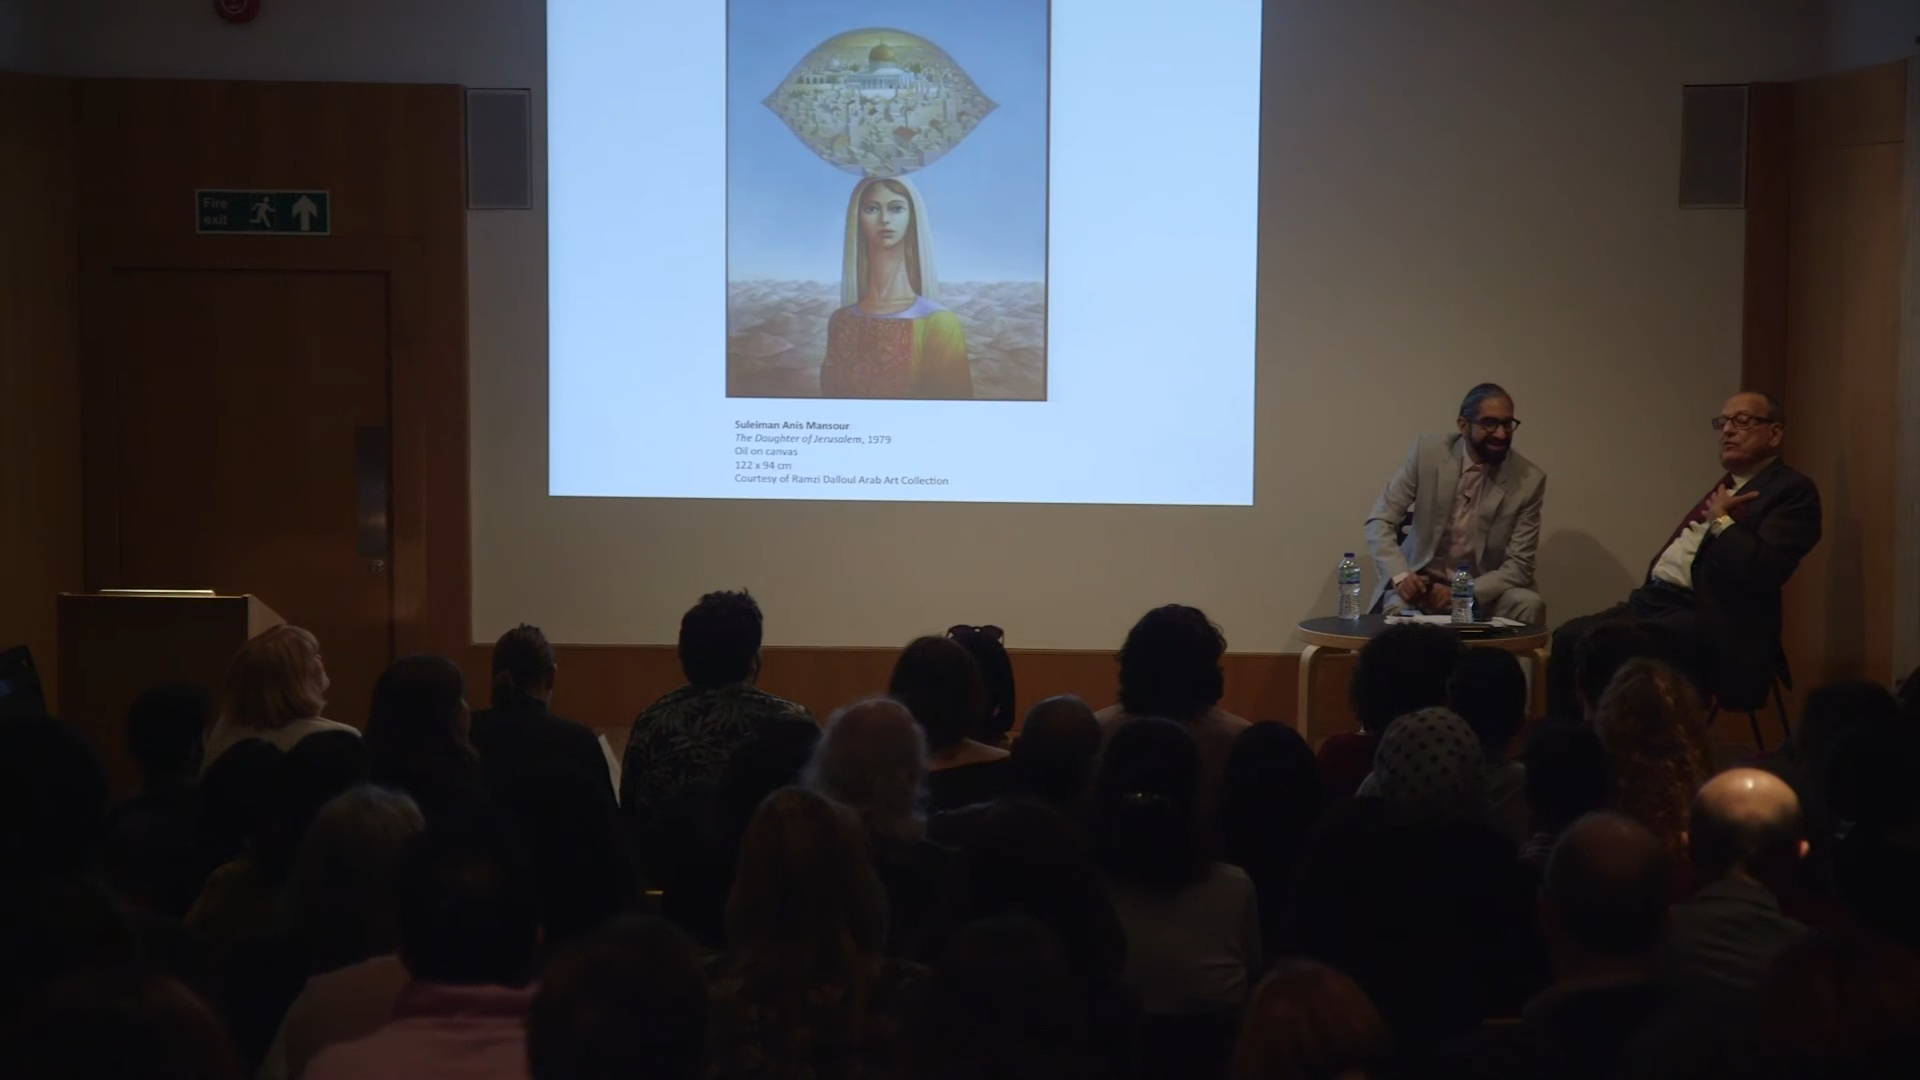 Fire
exit
Suleiman Anis Mansour
The Daughter of Jerusalem, 1979
Oil on canvas
122 x 94 cm
Courtesy of Ramzi Dalloul Arab Art Collection